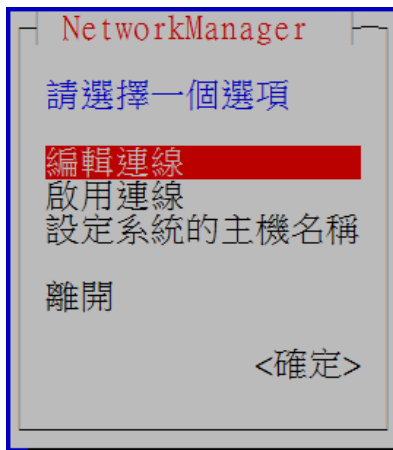 NetworkManager
請選擇一個選項
編輯連線
啟用連線
設定系統的主機名稱
離開
<確定>